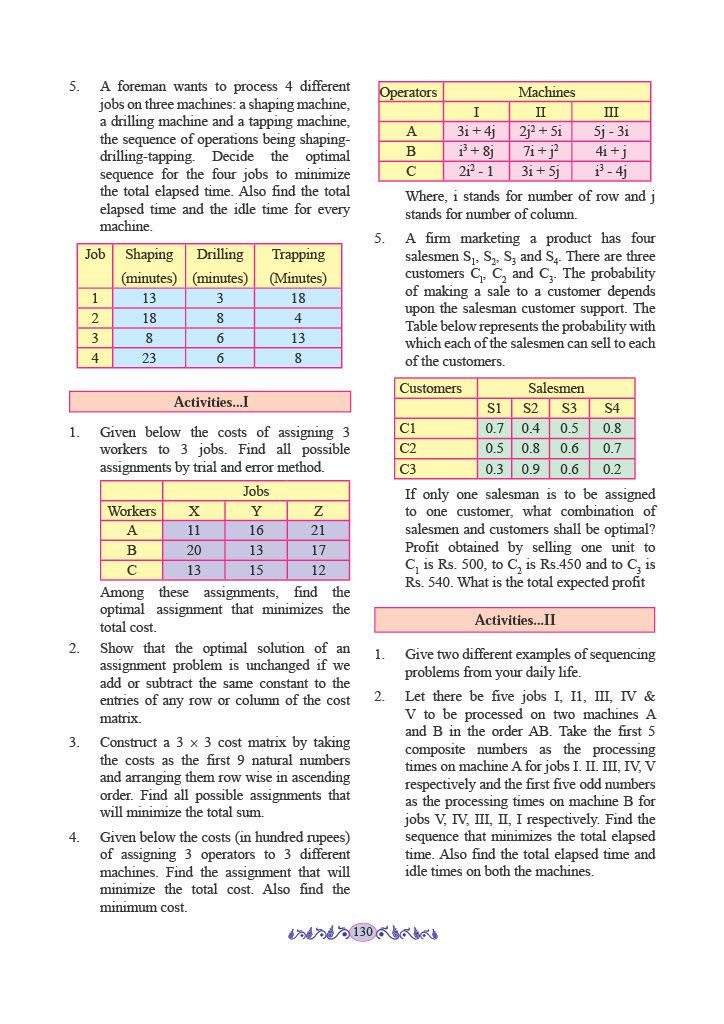 5. A foreman wants to process 4 different
jobs on three machines: a shaping machine,
a drilling machine and a tapping machine,
the sequence of operations being shaping-
drilling-tapping. Decide the optimal
sequence for the four jobs to minimize
the total elapsed time. Also find the total
elapsed time and the idle time for every
machine.
Job Shaping Drilling Trapping
(minutes) (minutes) (Minutes)
1 13 3 18
2 18 8 4
3 8 6 13
4 23 6 8
Activities...I
1. Given below the costs of assigning 3
workers to 3 jobs. Find all possible
assignments by trial and error method.
Jobs
Workers X Y Z
A 11 16 21
B 20 13 17
C 13 15 12
Among these assignments, find the
optimal assignment that minimizes the
total cost.
2. Show that the optimal solution of an
assignment problem is unchanged if we
add or subtract the same constant to the
entries of any row or column of the cost
matrix.
3. Construct a 3 × 3 cost matrix by taking
the costs as the first 9 natural numbers
and arranging them row wise in ascending
order. Find all possible assignments that
will minimize the total sum.
4. Given below the costs (in hundred rupees)
of assigning 3 operators to 3 different
machines. Find the assignment that will
minimize the total cost. Also find the
minimum cost.
Operators Machines
I II III
A 3i + 4j 2j² + 5i 5j - 3i
B i³ + 8j 7i + j² 4i + j
C 2i² - 1 3i + 5j i³ - 4j
Where, i stands for number of row and j
stands for number of column.
5. A firm marketing a product has four
salesmen S₁, S₂, S₃ and S₄. There are three
customers C₁, C₂ and C₃. The probability
of making a sale to a customer depends
upon the salesman customer support. The
Table below represents the probability with
which each of the salesmen can sell to each
of the customers.
Customers Salesmen
S1 S2 S3 S4
C1 0.7 0.4 0.5 0.8
C2 0.5 0.8 0.6 0.7
C3 0.3 0.9 0.6 0.2
If only one salesman is to be assigned
to one customer, what combination of
salesmen and customers shall be optimal?
Profit obtained by selling one unit to
C₁ is Rs. 500, to C₂ is Rs.450 and to C₃ is
Rs. 540. What is the total expected profit
Activities...II
1. Give two different examples of sequencing
problems from your daily life.
2. Let there be five jobs I, I1, III, IV &
V to be processed on two machines A
and B in the order AB. Take the first 5
composite numbers as the processing
times on machine A for jobs I. II. III, IV, V
respectively and the first five odd numbers
as the processing times on machine B for
jobs V, IV, III, II, I respectively. Find the
sequence that minimizes the total elapsed
time. Also find the total elapsed time and
idle times on both the machines.
130